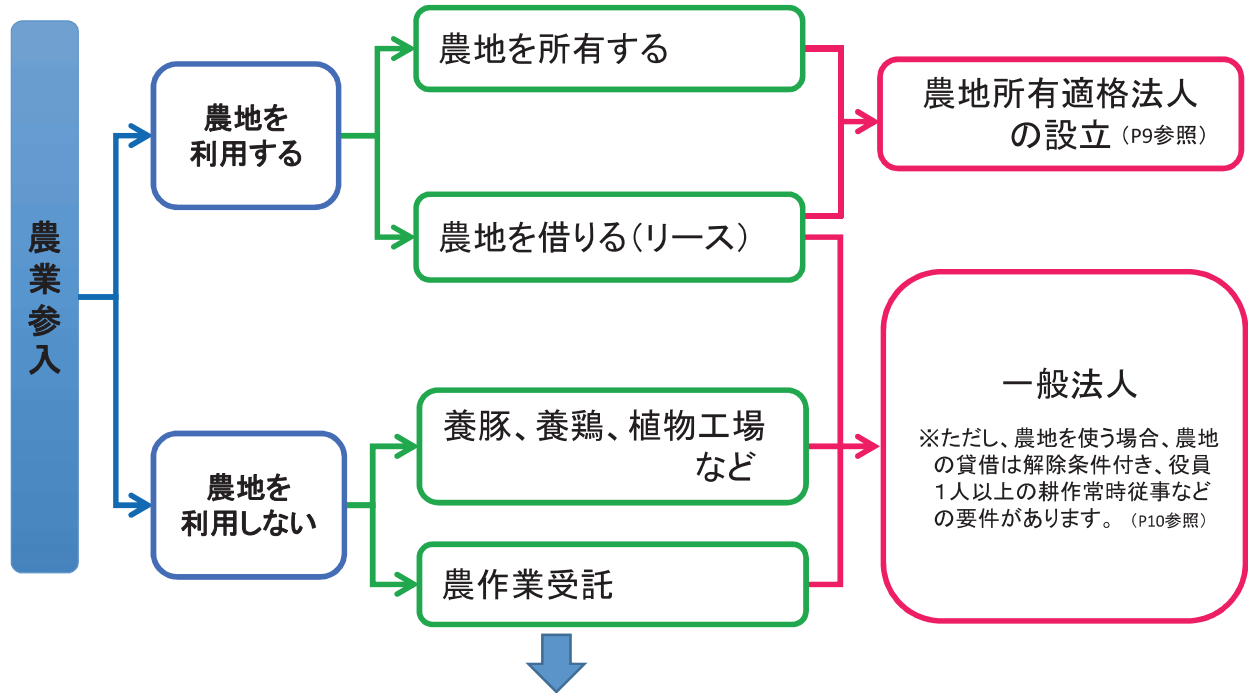 農業参入
農地を
利用する
農地を
利用しない
農地を所有する
農地を借りる（リース）
養豚、養鶏、植物工場
など
農作業受託
農地所有適格法人
の設立（P9参照）
一般法人
※ただし、農地を使う場合、農地
の貸借は解除条件付き、役員
１人以上の耕作常時従事など
の要件があります。（P10参照）